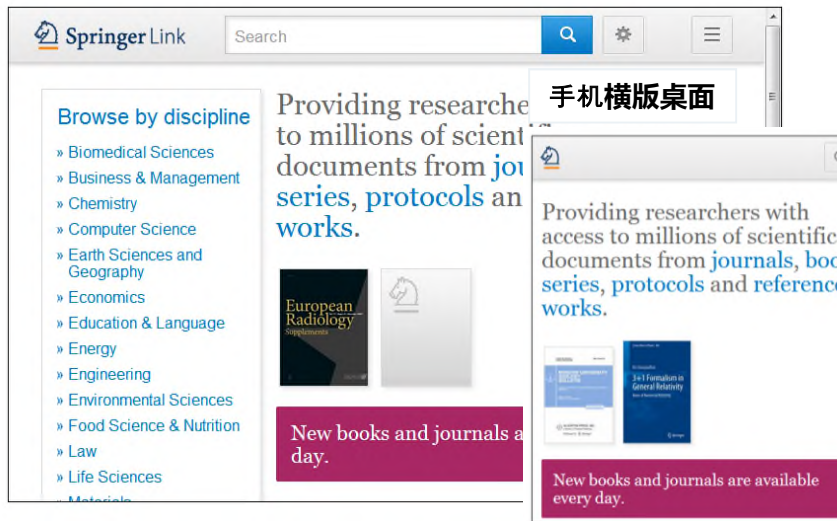 Springer Link
Search
手机横版桌面
Browse by discipline
» Biomedical Sciences
» Business & Management
» Chemistry
» Computer Science
» Earth Sciences and
Geography
» Economics
» Education & Language
» Energy
» Engineering
» Environmental Sciences
» Food Science & Nutrition
» Law
» Life Sciences
Providing researche
to millions of scient
documents from jou
series, protocols an
works.
European
Radiology
Supplements
New books and journals a
day.
Providing researchers with
access to millions of scientific
documents from journals, boo
series, protocols and reference
works.
3+1 Formalism in
General Relativity
New books and journals are available
every day.